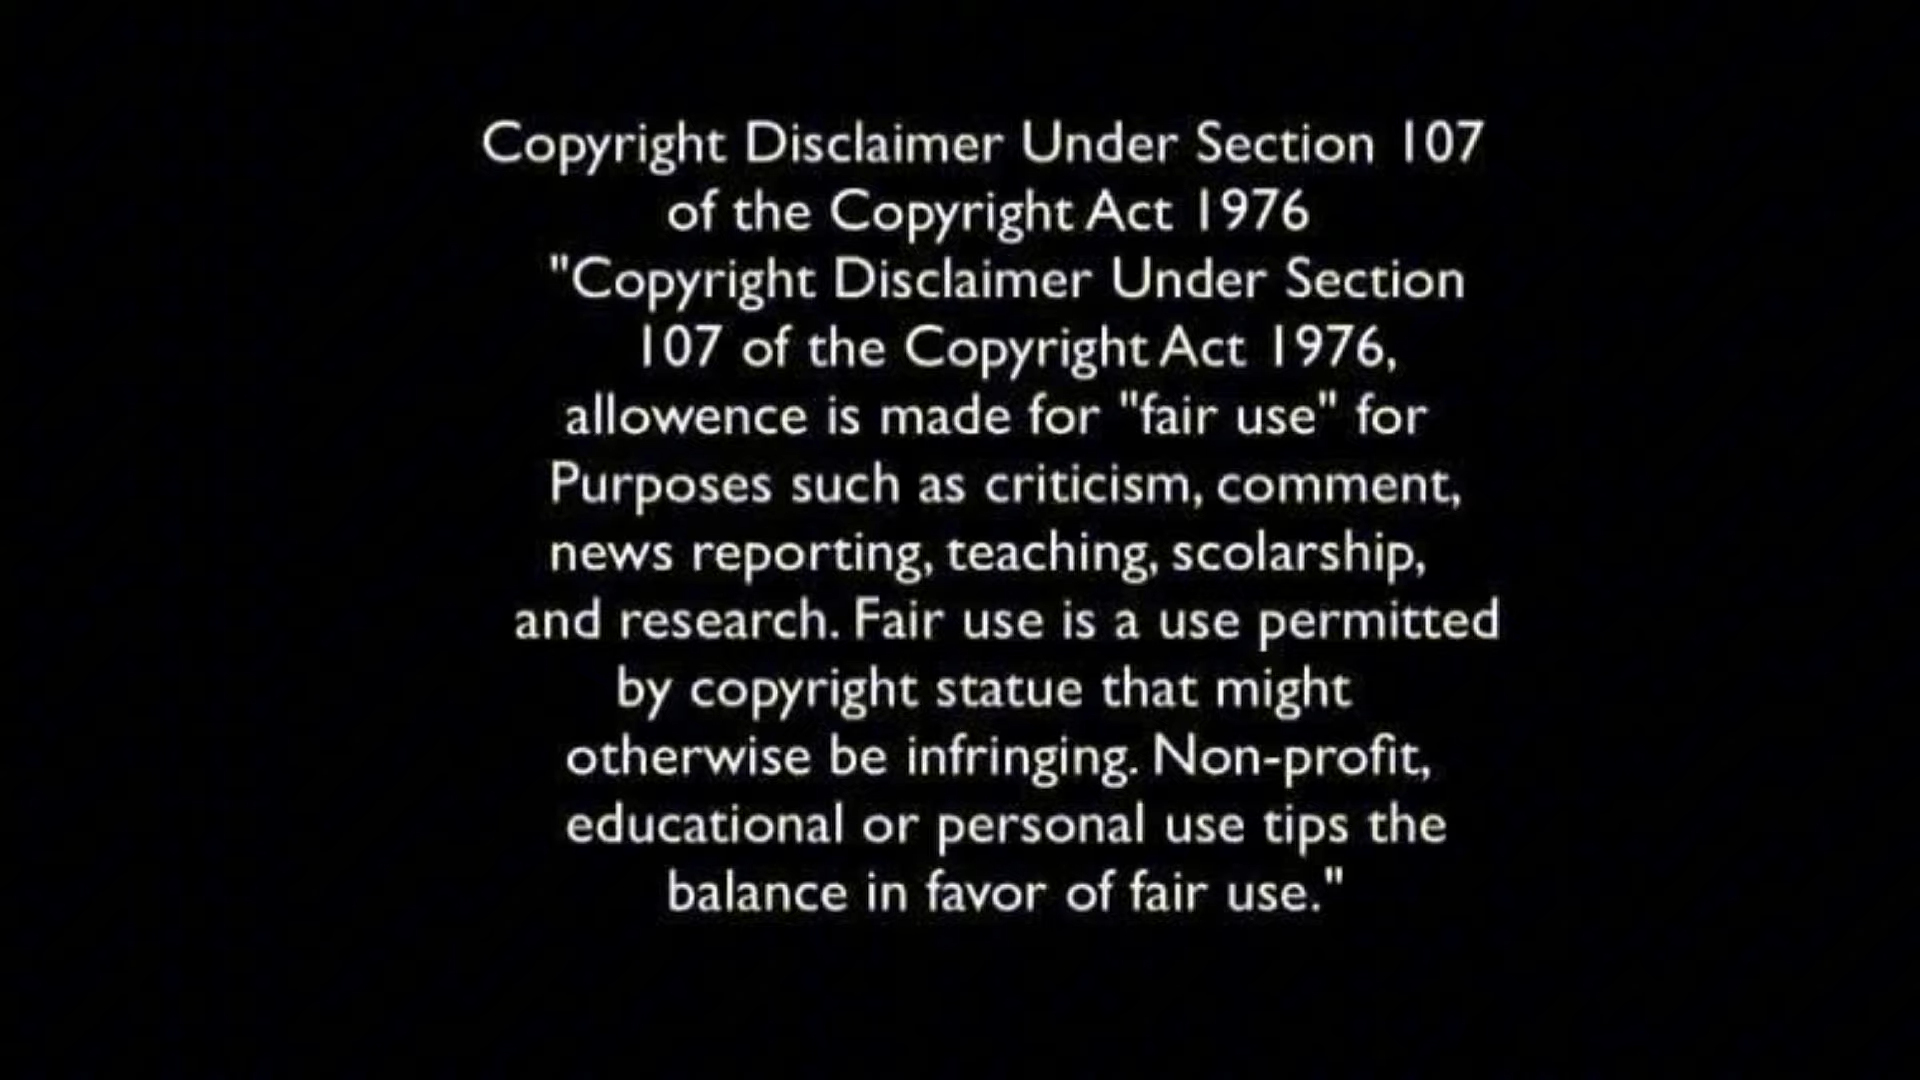 Copyright Disclaimer Under Section 107
of the Copyright Act 1976
"Copyright Disclaimer Under Section
107 of the Copyright Act 1976,
allowence is made for "fair use" for
Purposes such as criticism, comment,
news reporting, teaching, scolarship,
and research. Fair use is a use permitted
by copyright statue that might
otherwise be infringing. Non-profit,
educational or personal use tips the
balance in favor of fair use."